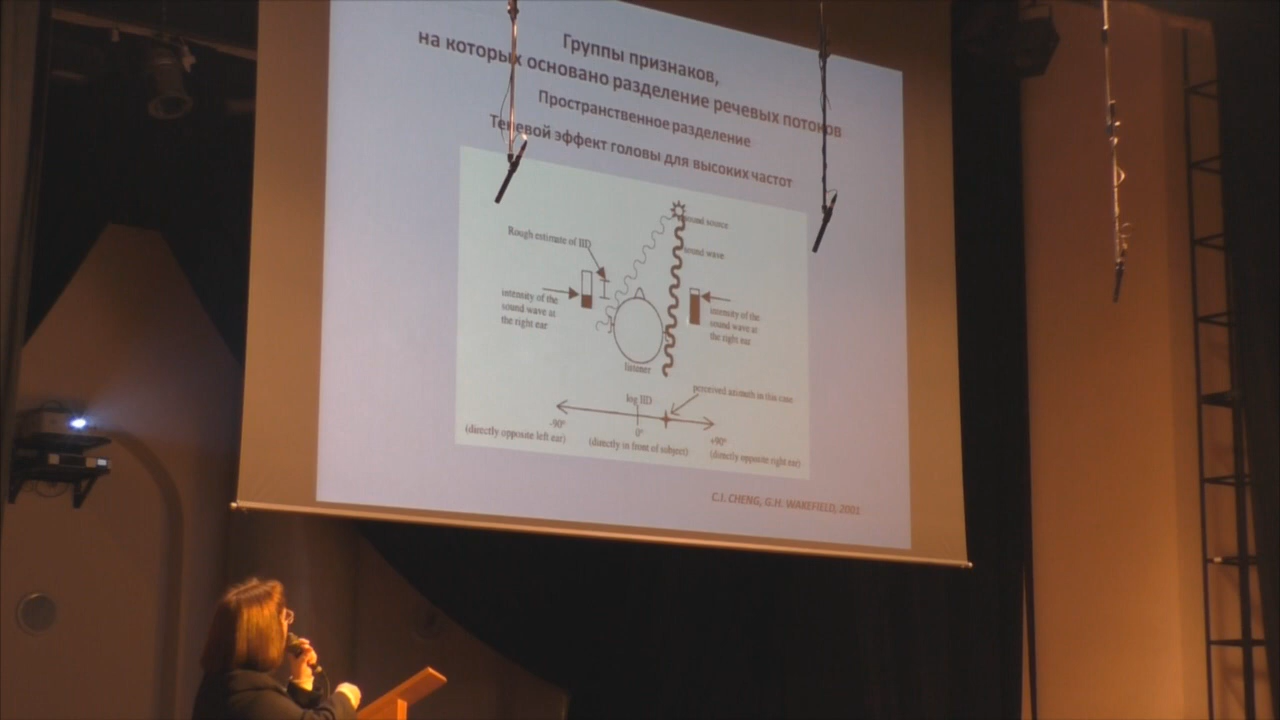 Группы признаков,
на которых основано разделение речевых потоков
Пространственное разделение
Теневой эффект головы для высоких частот
sound source
Rough estimate of IID
sound wave
intensity of the
sound wave at
the right ear
intensity of the
sound wave at
the right ear
listener
perceived azimuth in this case
log IID
-90°
0°
+90°
(directly opposite left ear)
(directly in front of subject)
(directly opposite right ear)
C.I. CHENG, G.H. WAKEFIELD, 2001